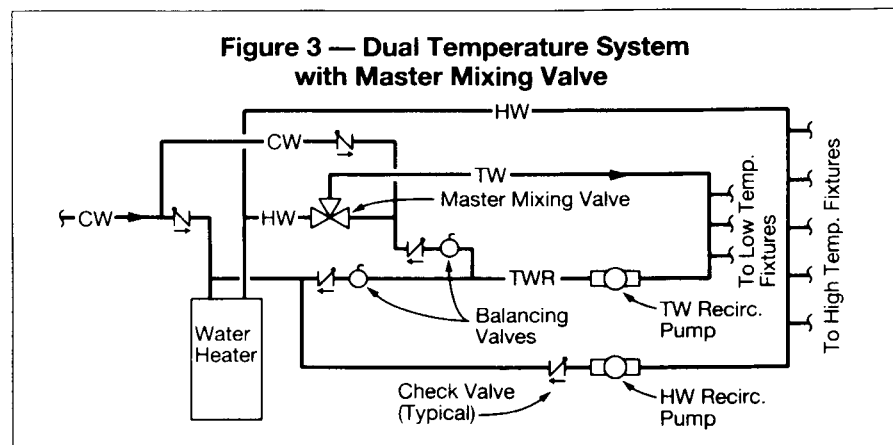 Figure 3 — Dual Temperature System
with Master Mixing Valve
HW
CW
TW
Master Mixing Valve
CW
HW
To Low Temp.
Fixtures
To High Temp. Fixtures
TWR
Balancing
Valves
TW Recirc.
Pump
Water
Heater
Check Valve
(Typical)
HW Recirc.
Pump